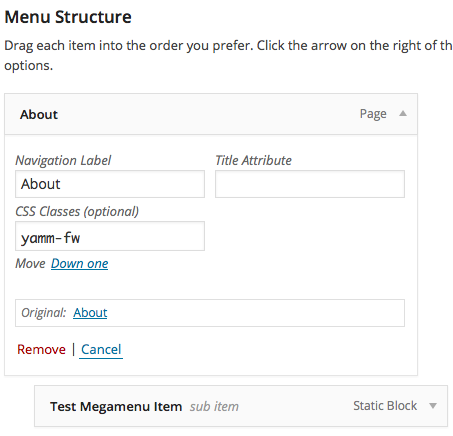 Menu Structure
Drag each item into the order you prefer. Click the arrow on the right of th
options.
About Page
Navigation Label Title Attribute
About
CSS Classes (optional)
yamm-fw
Move Down one
Original: About
Remove | Cancel
Test Megamenu Item sub item Static Block